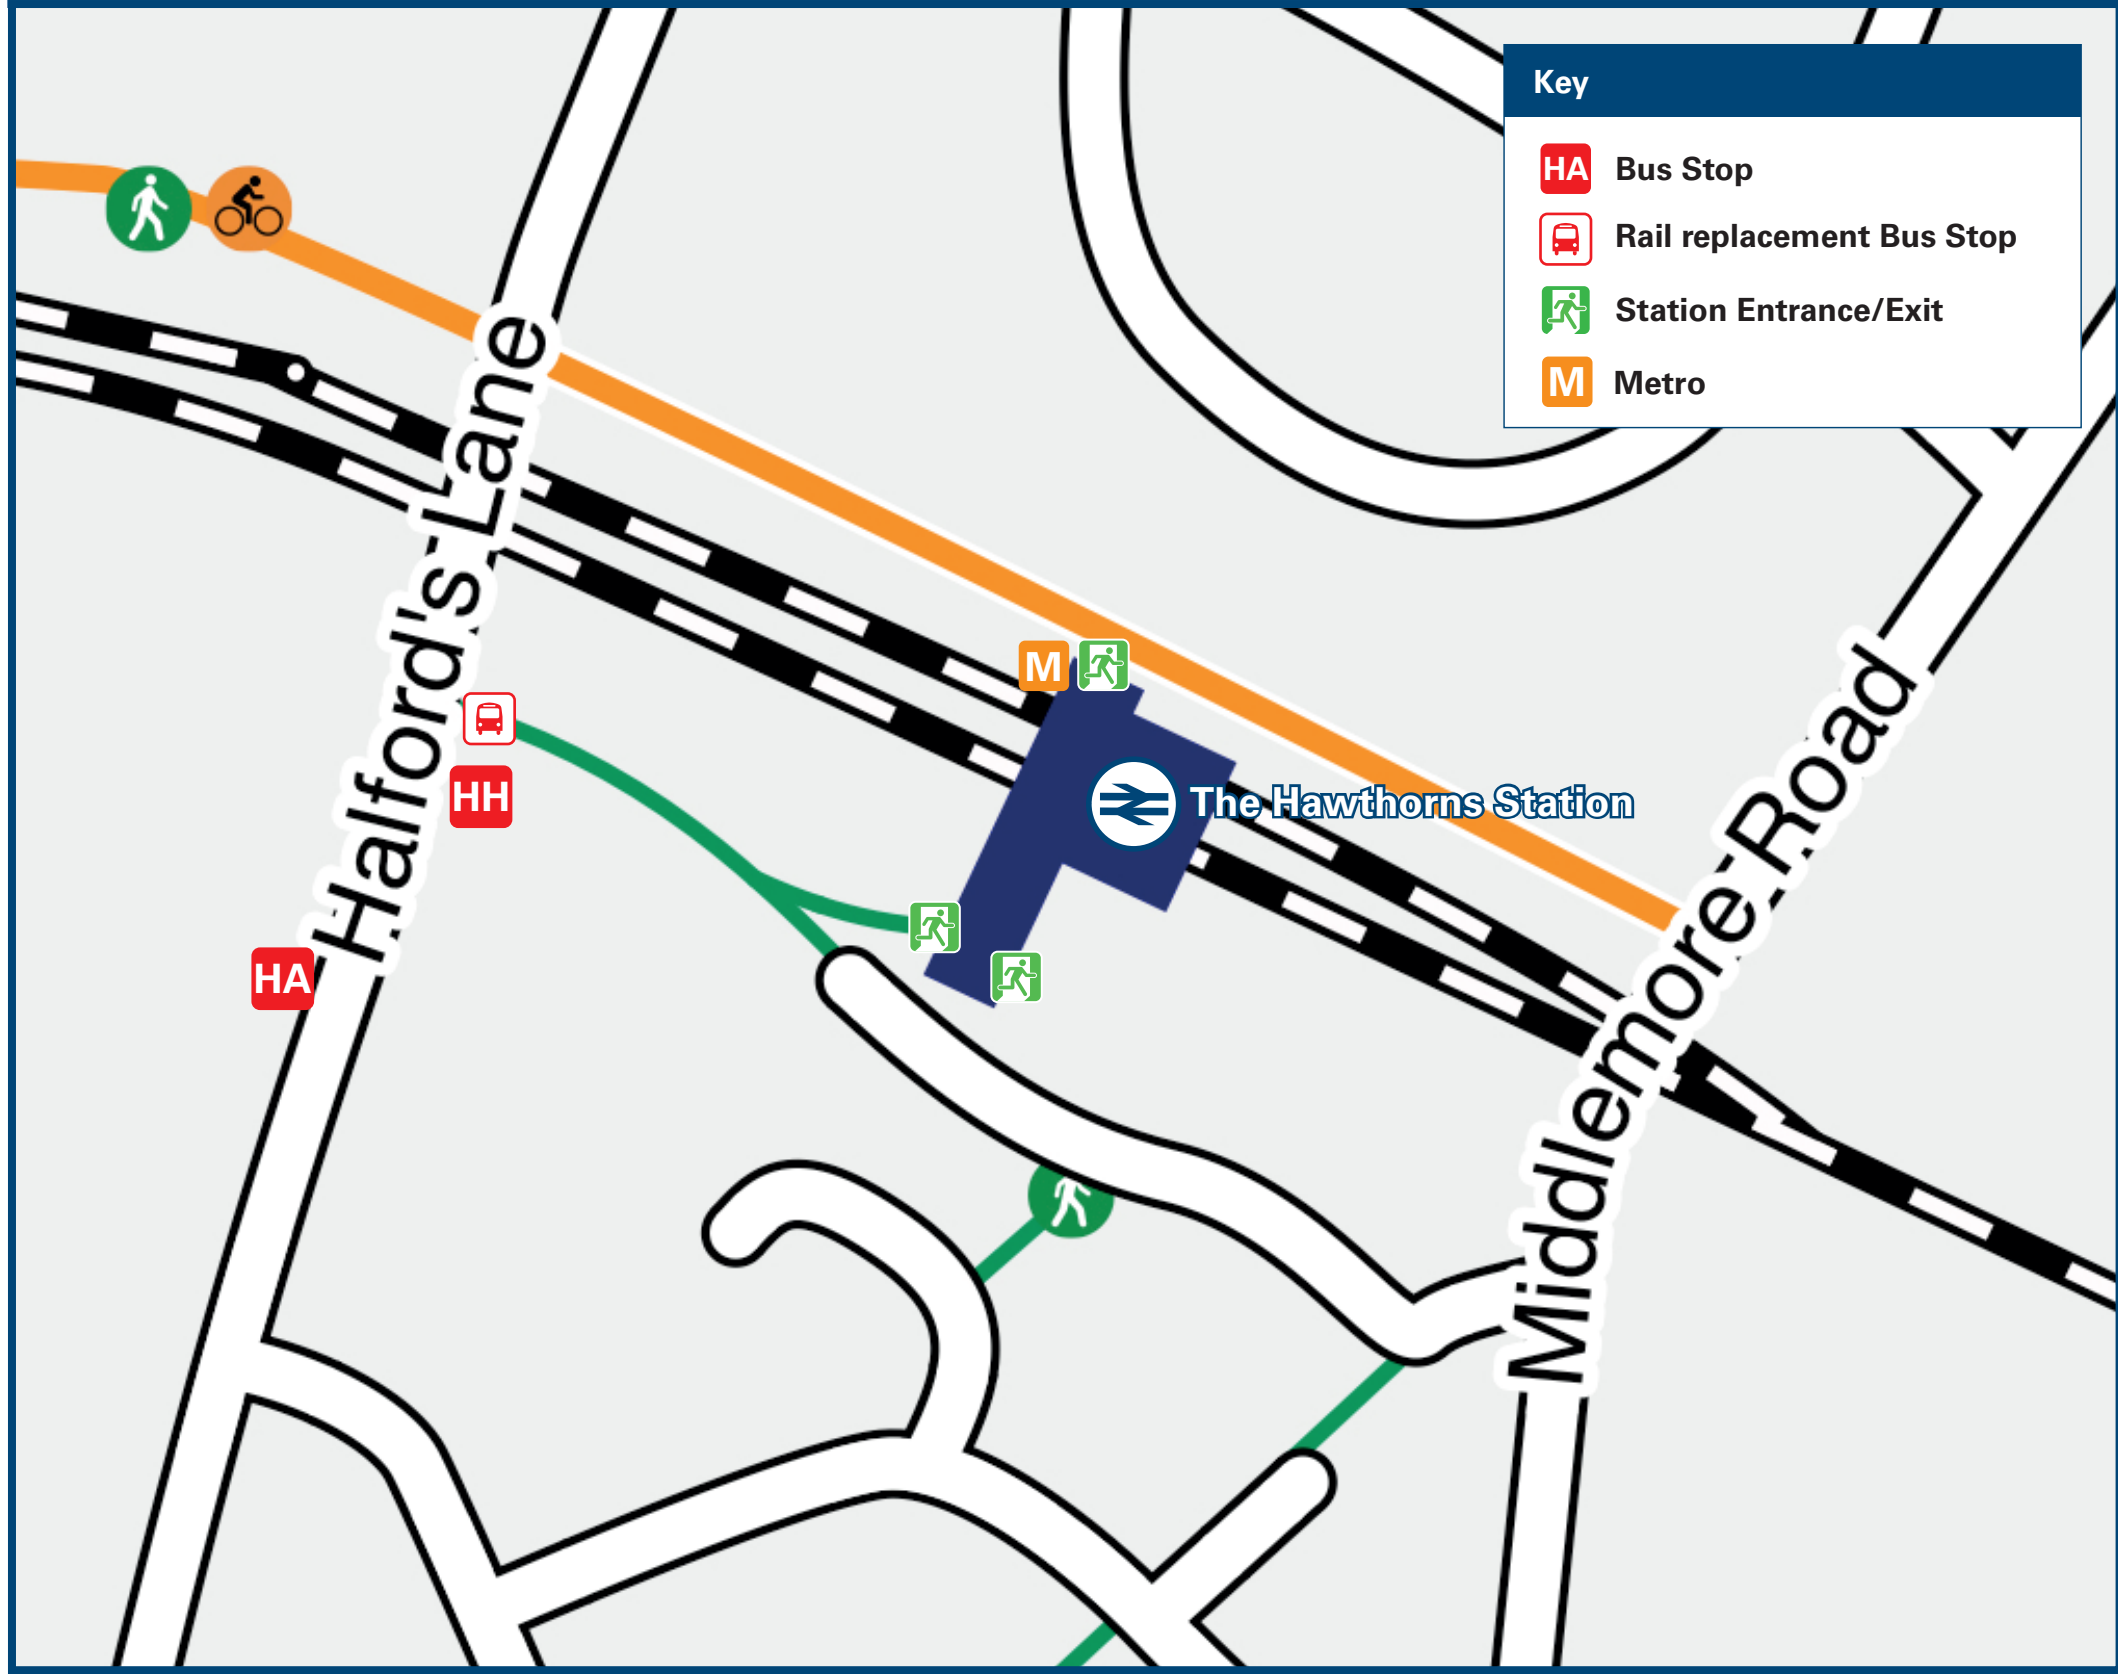 Key
HA Bus Stop
Rail replacement Bus Stop
Station Entrance/Exit
M Metro
Halford's Lane
M
HH
The Hawthorns Station
HA
Middlemore Road